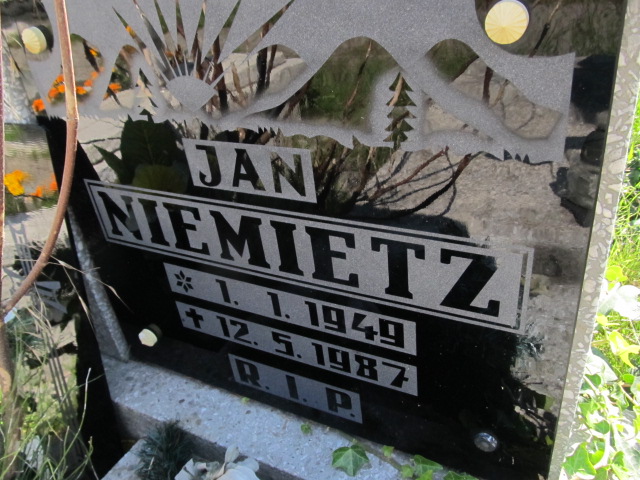 JAN
NIEMIETZ
* 1. 1. 1949
✝ 12. 5. 1987
R. I. P.